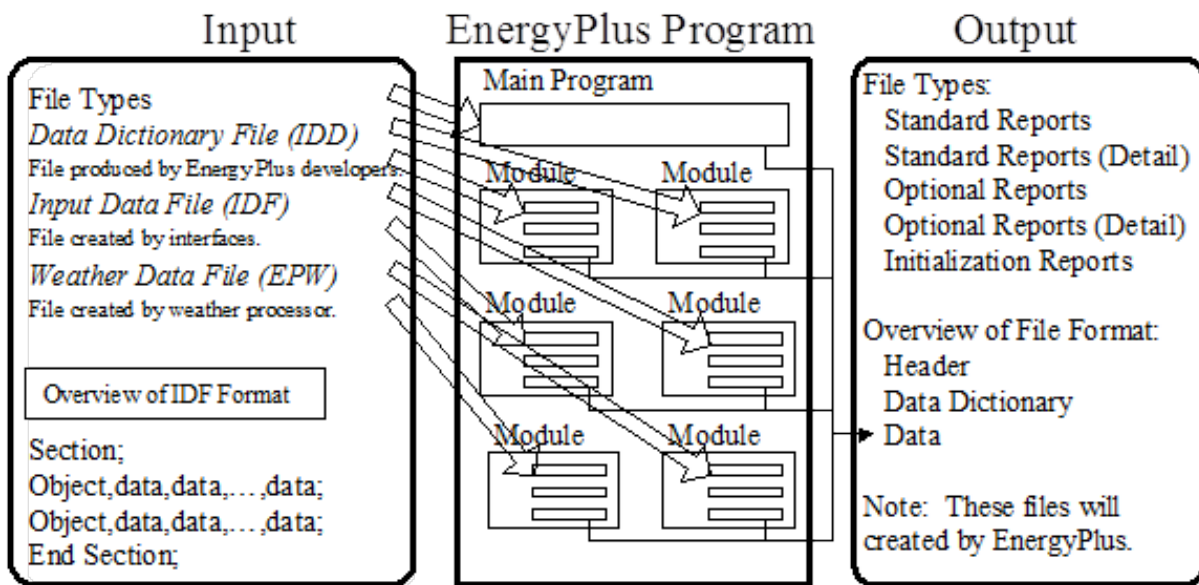 Input
File Types
Data Dictionary File (IDD)
File produced by EnergyPlus developers.
Input Data File (IDF)
File created by interfaces.
Weather Data File (EPW)
File created by weather processor.
Overview of IDF Format
Section;
Object,data,data,…,data;
Object,data,data,…,data;
End Section;
EnergyPlus Program
Main Program
Module
Module
Module
Module
Module
Module
Output
File Types:
Standard Reports
Standard Reports (Detail)
Optional Reports
Optional Reports (Detail)
Initialization Reports
Overview of File Format:
Header
Data Dictionary
Data
Note: These files will
created by EnergyPlus.